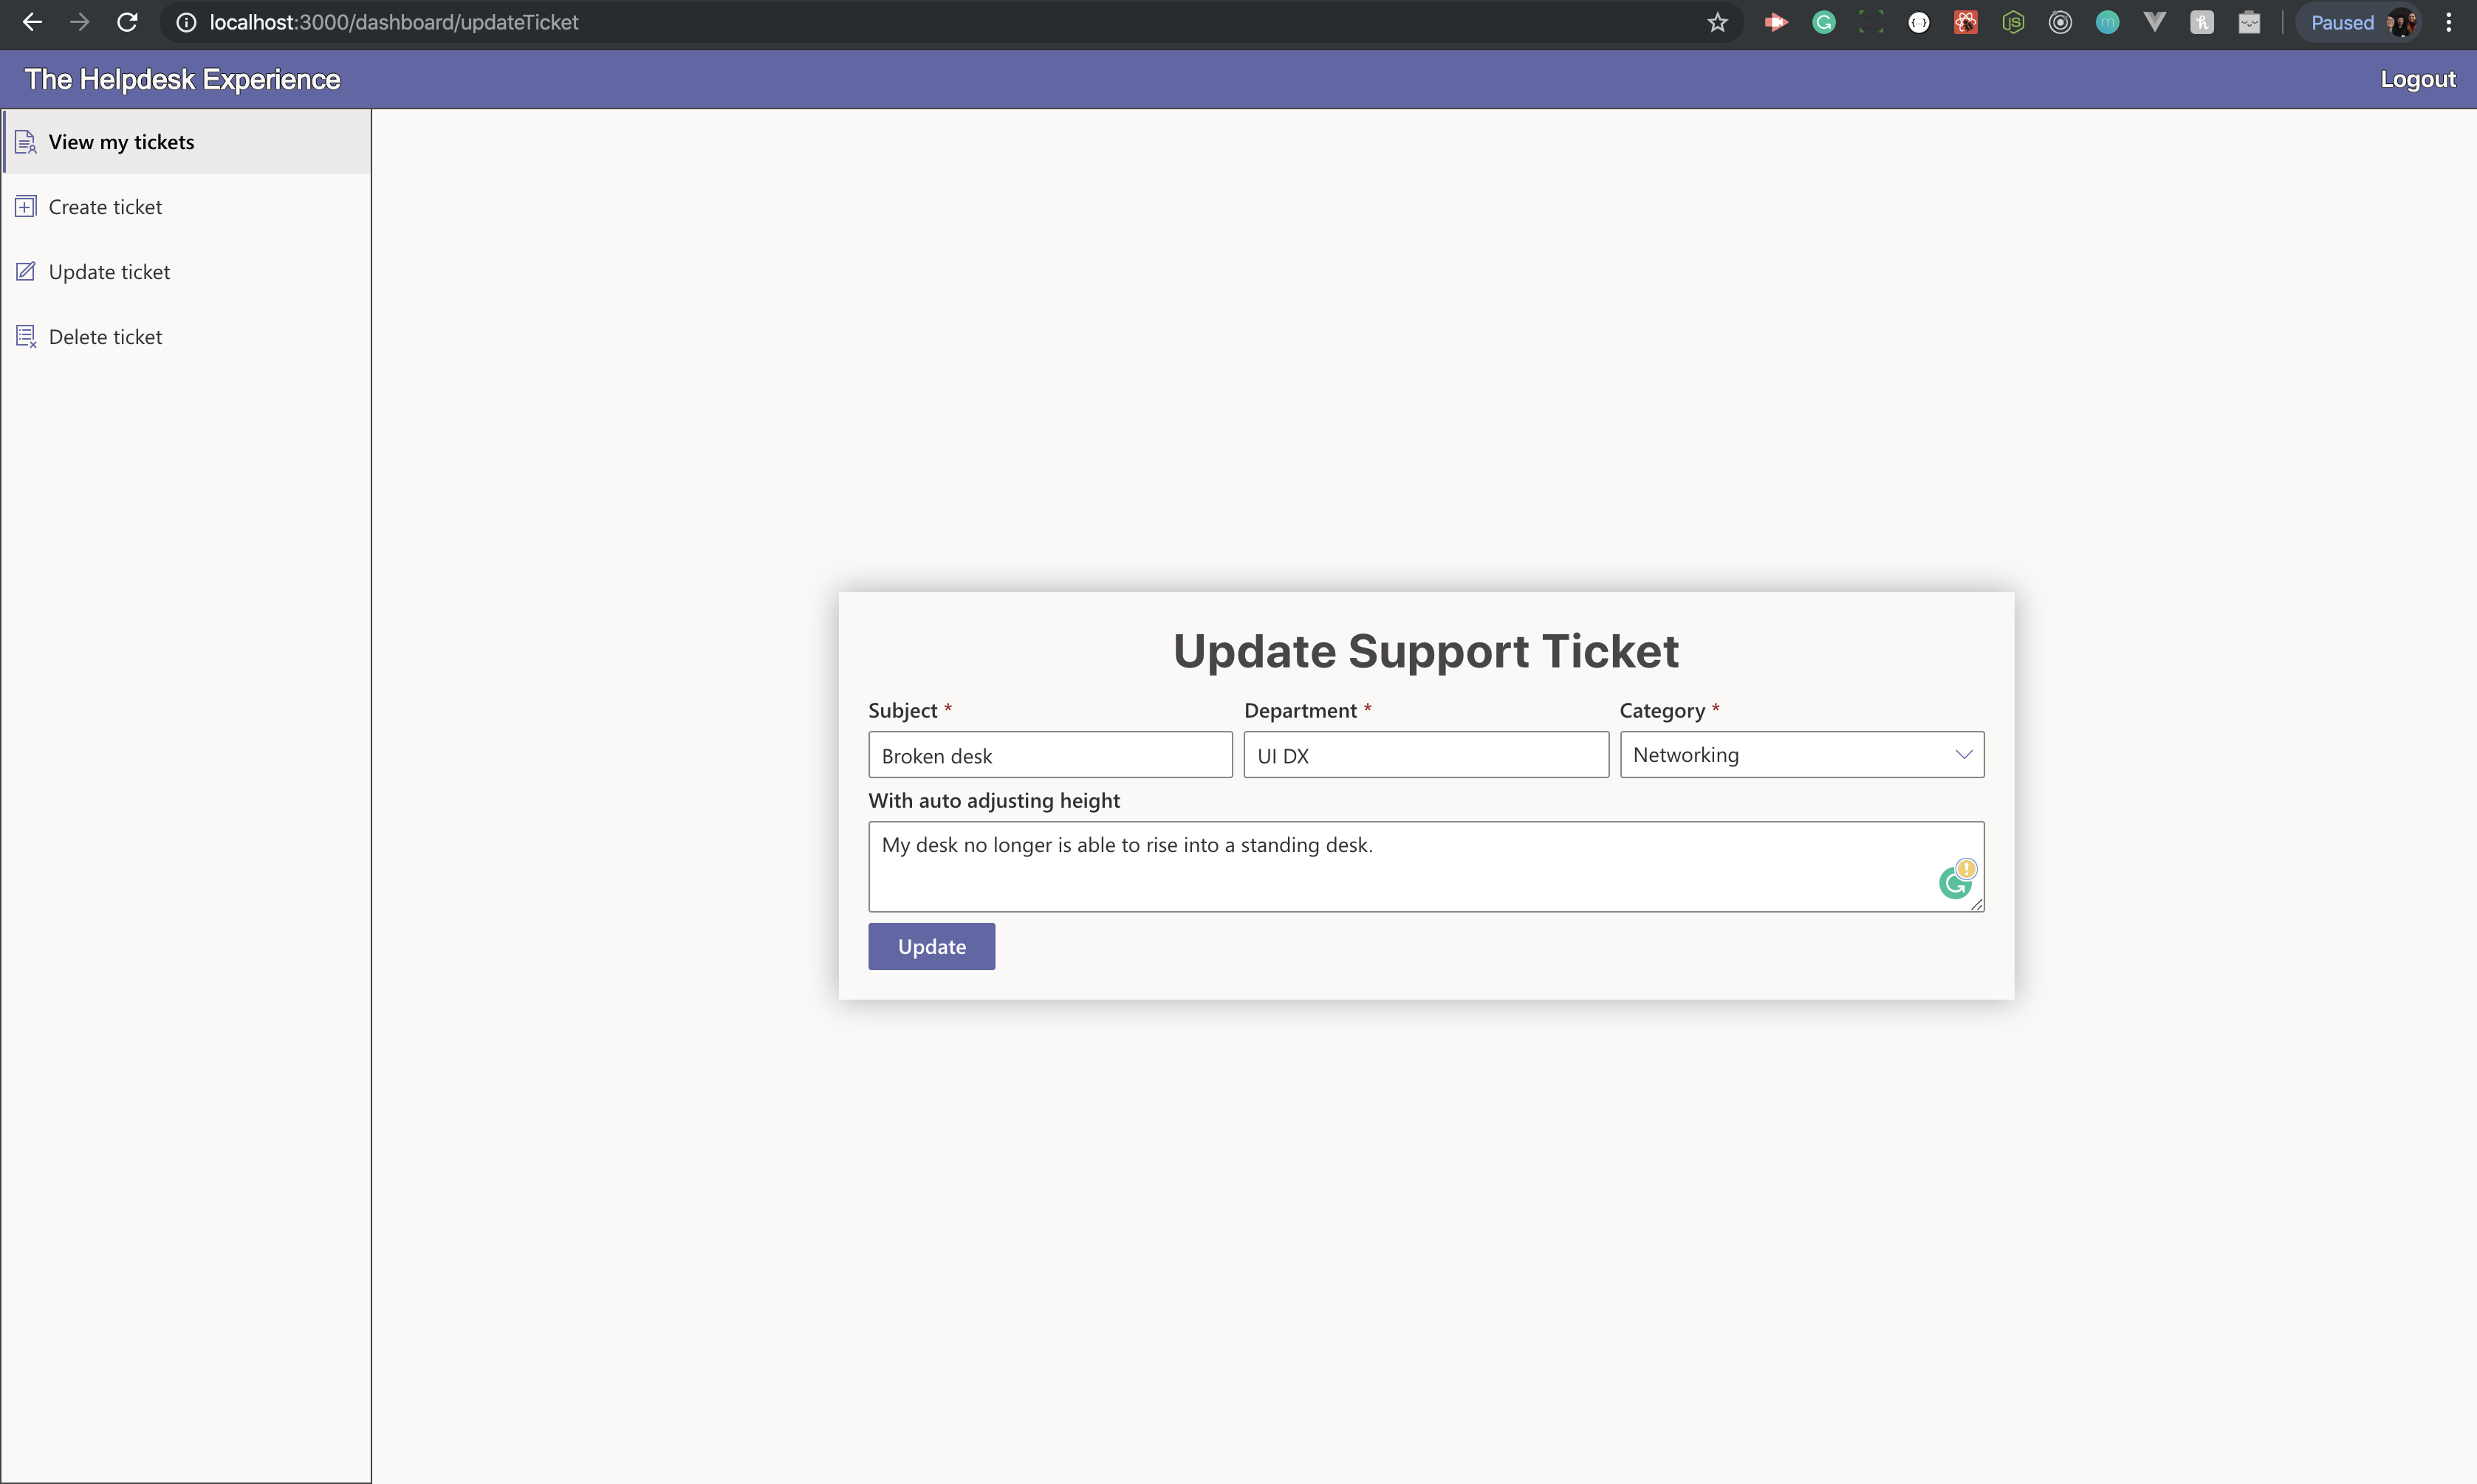 localhost:3000/dashboard/updateTicket
Paused
The Helpdesk Experience
Logout
View my tickets
Create ticket
Update ticket
Delete ticket
Update Support Ticket
Subject * Department * Category *
Broken desk UI DX Networking
With auto adjusting height
My desk no longer is able to rise into a standing desk.
Update